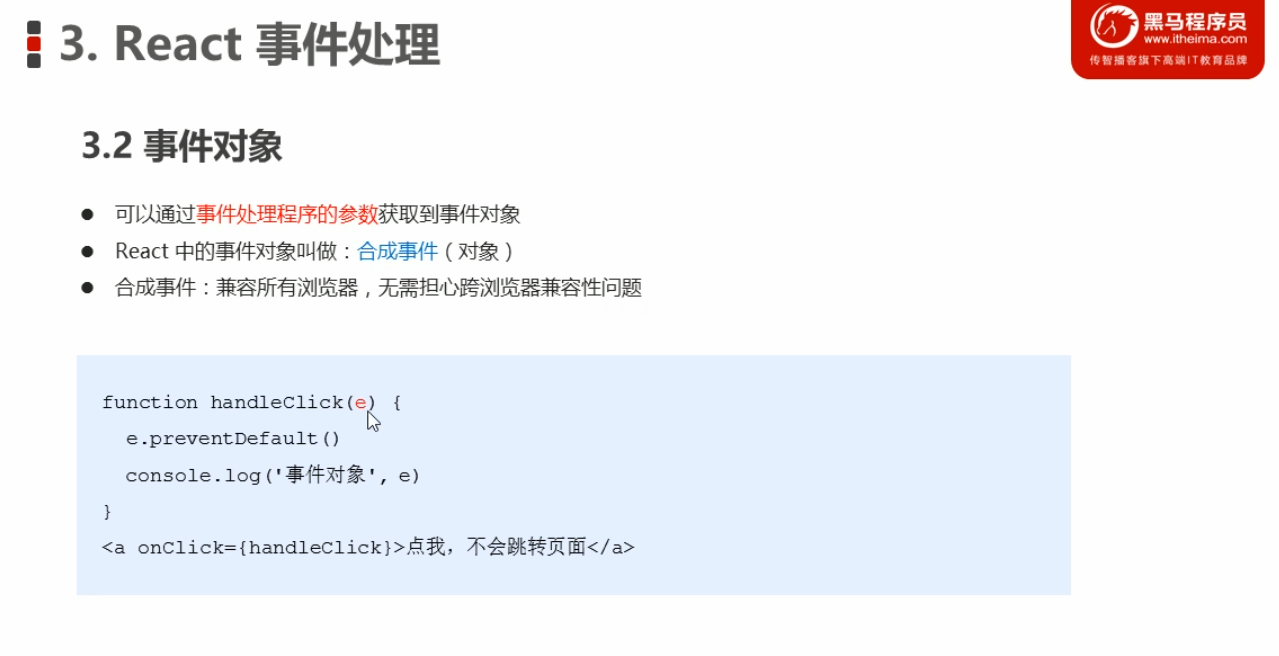 3. React 事件处理
黑马程序员
www.itheima.com
传智播客旗下高端IT教育品牌
3.2 事件对象
● 可以通过事件处理程序的参数获取到事件对象
● React 中的事件对象叫做：合成事件（对象）
● 合成事件：兼容所有浏览器，无需担心跨浏览器兼容性问题
function handleClick(e) {
  e.preventDefault()
  console.log('事件对象', e)
}
<a onClick={handleClick}>点我，不会跳转页面</a>